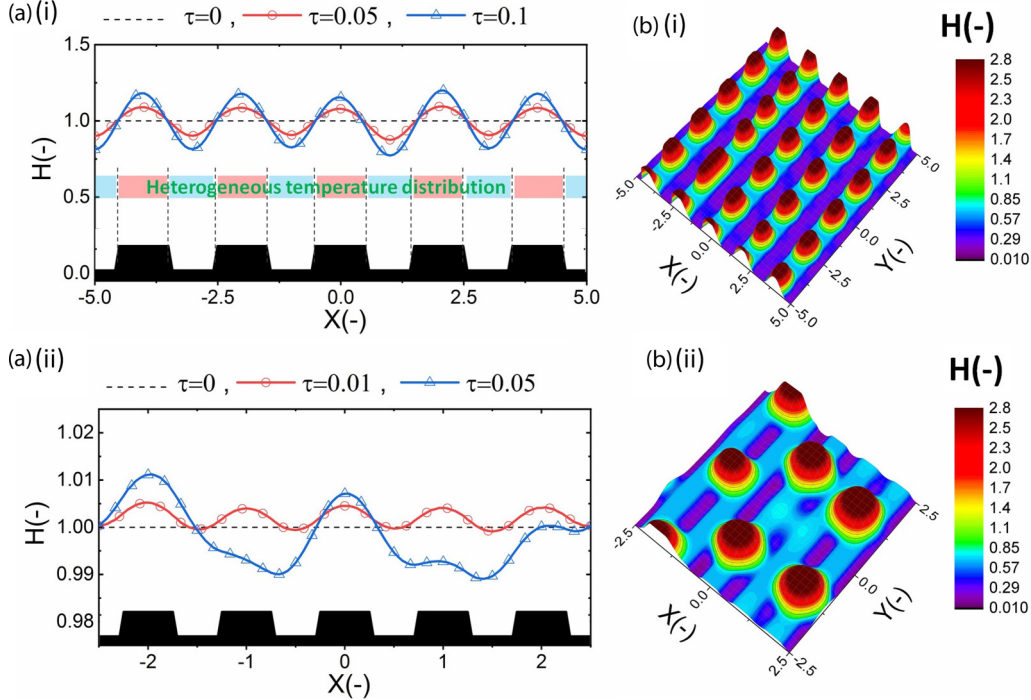 (a) (i)
τ=0 , τ=0.05 , τ=0.1
1.5
1.0
0.5
0.0
H(-)
Heterogeneous temperature distribution
-5.0 -2.5 0.0 2.5 5.0
X(-)
b) (i)
H(-)
2.8
2.5
2.3
1.9
1.7
1.4
1.0
0.85
0.57
0.29
0.010
-5.0 -2.5 0.0 2.5 5.0
X(-)
-5.0 -2.5 0.0 2.5 5.0
Y(-)
(a) (ii)
τ=0 , τ=0.01 , τ=0.05
1.02
1.01
1.00
0.99
0.98
H(-)
-2 -1 0 1 2
X(-)
b) (ii)
H(-)
2.8
2.5
2.3
1.9
1.7
1.4
1.0
0.85
0.57
0.29
0.010
-2.5 0.0 2.5
X(-)
-2.5 0.0 2.5
Y(-)